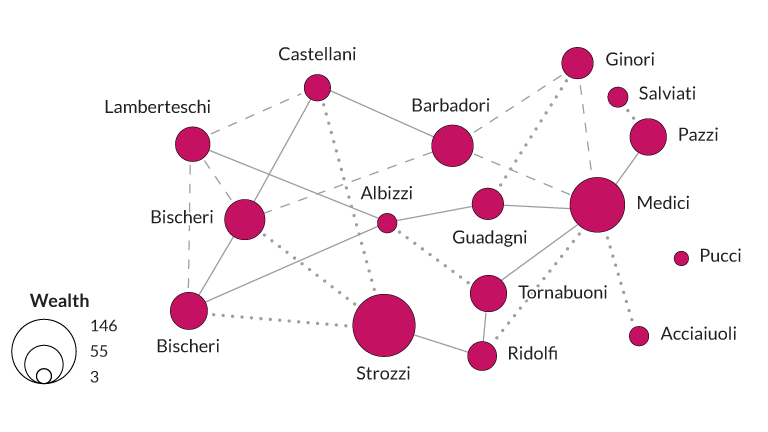 Castellani
Ginori
Salviati
Lamberteschi
Barbadori
Pazzi
Albizzi
Medici
Bischeri
Guadagni
Pucci
Tornabuoni
Wealth
146
55
3
Acciaiuoli
Bischeri
Ridolfi
Strozzi